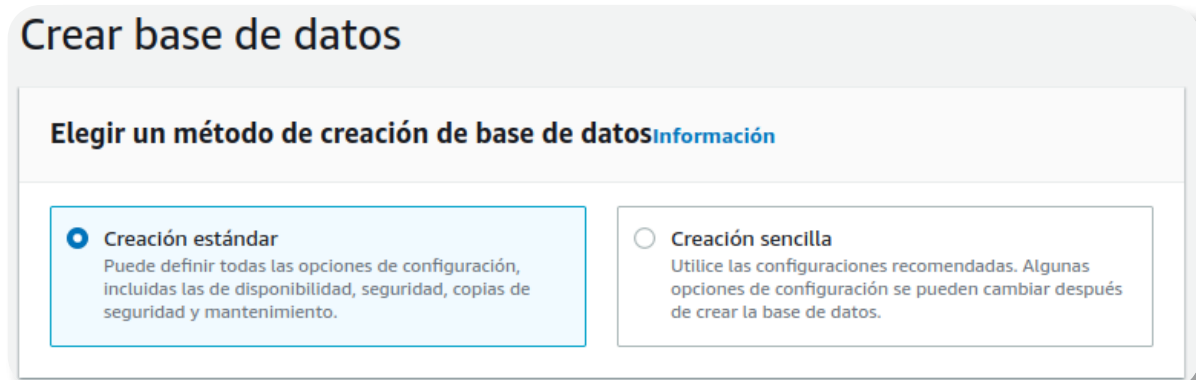 Crear base de datos
Elegir un método de creación de base de datos Información
Creación estándar
Puede definir todas las opciones de configuración,
incluidas las de disponibilidad, seguridad, copias de
seguridad y mantenimiento.
Creación sencilla
Utilice las configuraciones recomendadas. Algunas
opciones de configuración se pueden cambiar después
de crear la base de datos.